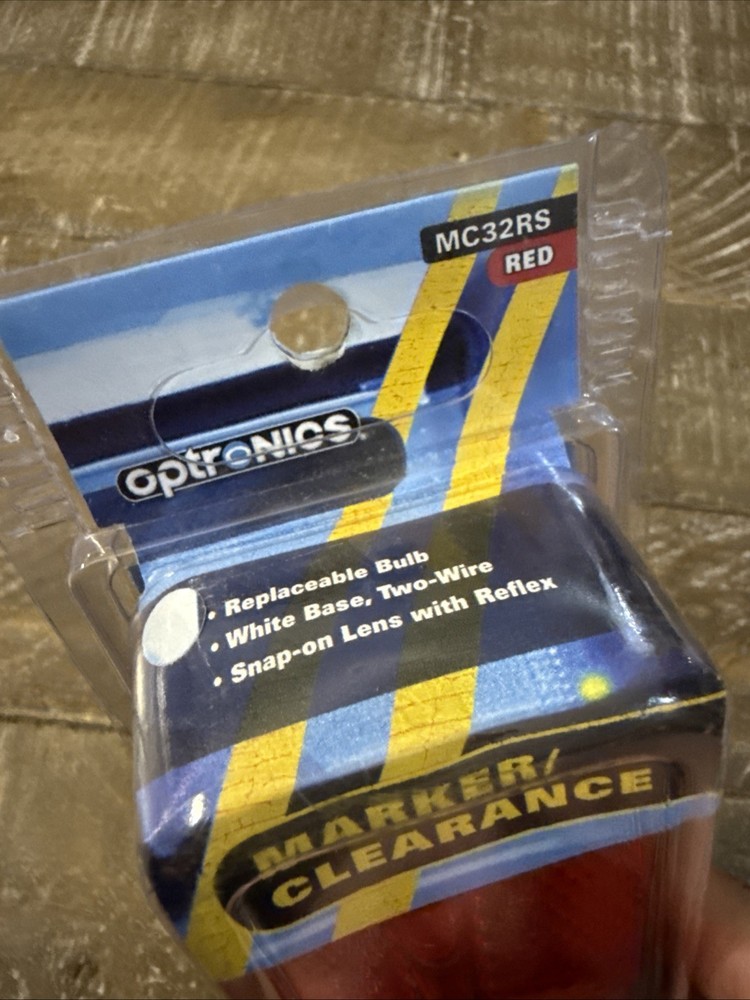 MC32RS
RED
optronics
• Replaceable Bulb
• White Base, Two-Wire
• Snap-on Lens with Reflex
MARKER/
CLEARANCE